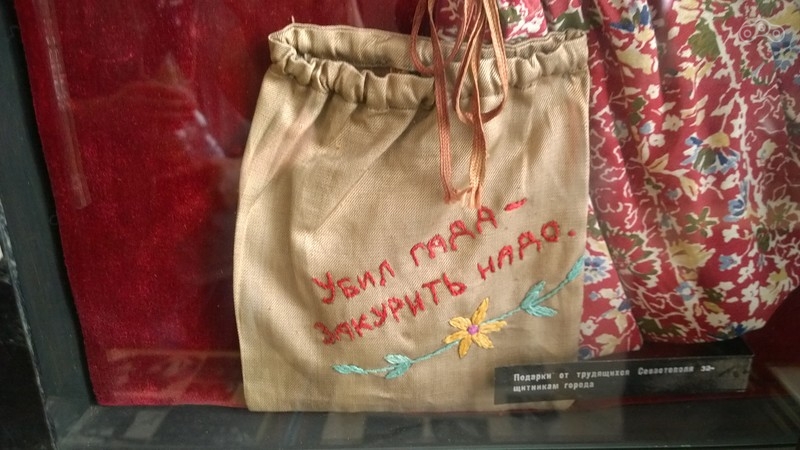 УБИЛ ГАДА -
ЗАКУРИТЬ НАДО.
Подарки от трудящихся Севастополя за-
щитникам города